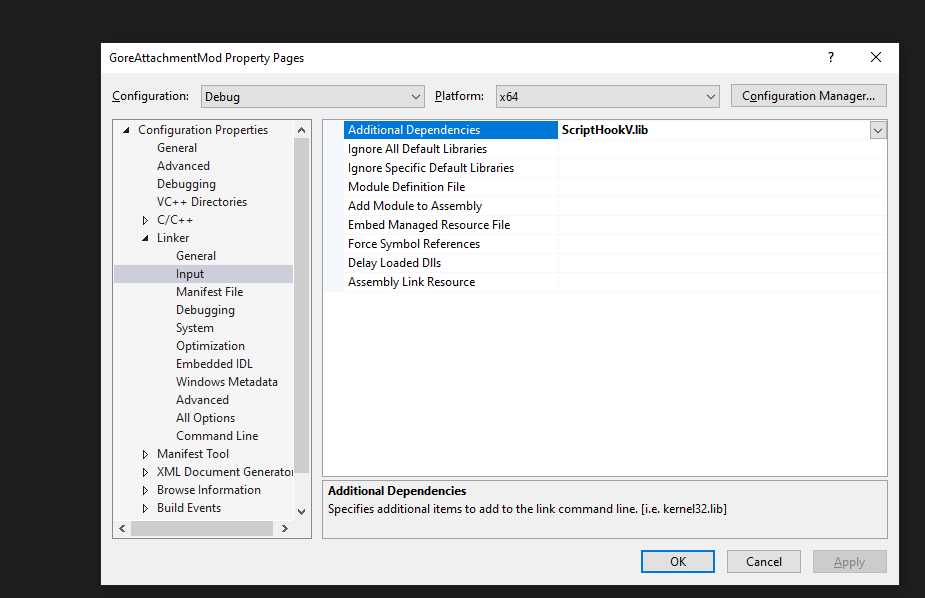 GoreAttachmentMod Property Pages
?
Configuration: Debug Platform: x64 Configuration Manager...
Configuration Properties
General
Advanced
Debugging
VC++ Directories
C/C++
Linker
General
Input
Manifest File
Debugging
System
Optimization
Embedded IDL
Windows Metadata
Advanced
All Options
Command Line
Manifest Tool
XML Document Generator
Browse Information
Build Events
Additional Dependencies ScriptHookV.lib
Ignore All Default Libraries
Ignore Specific Default Libraries
Module Definition File
Add Module to Assembly
Embed Managed Resource File
Force Symbol References
Delay Loaded Dlls
Assembly Link Resource
Additional Dependencies
Specifies additional items to add to the link command line. [i.e. kernel32.lib]
OK Cancel Apply